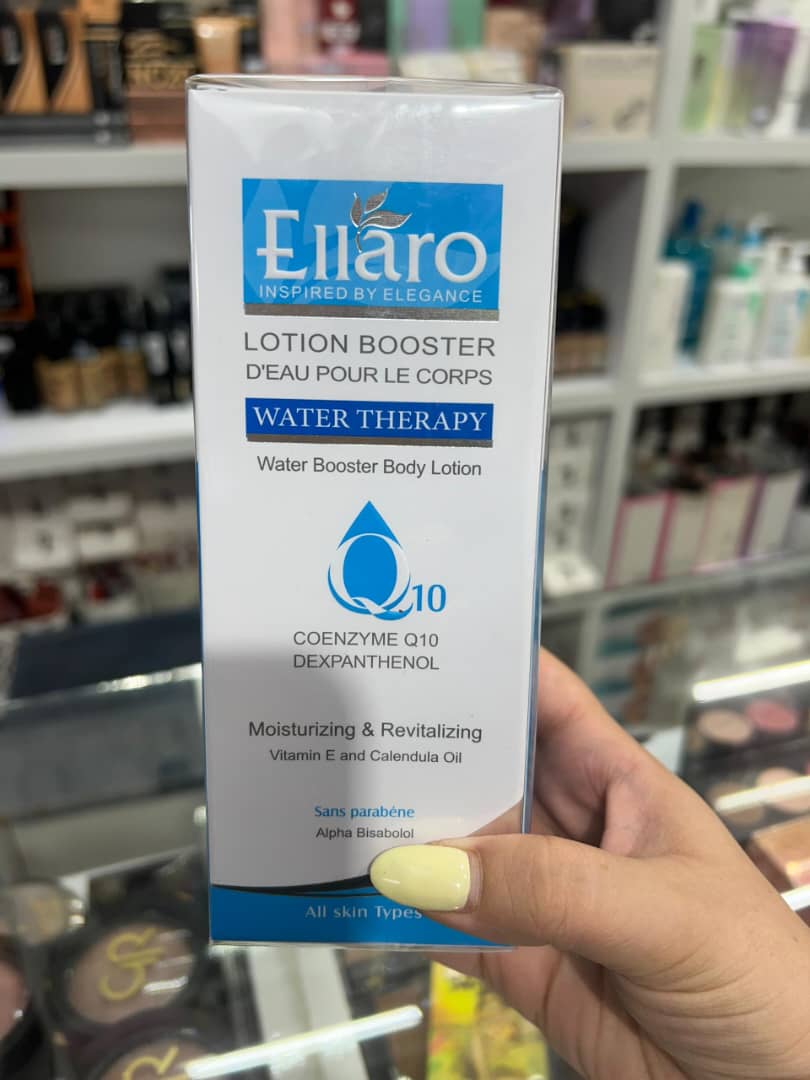 Ellaro
INSPIRED BY ELEGANCE
LOTION BOOSTER
D'EAU POUR LE CORPS
WATER THERAPY
Water Booster Body Lotion
Q10
COENZYME Q10
DEXPANTHENOL
Moisturizing & Revitalizing
Vitamin E and Calendula Oil
Sans parabéne
Alpha Bisabolol
All skin Types